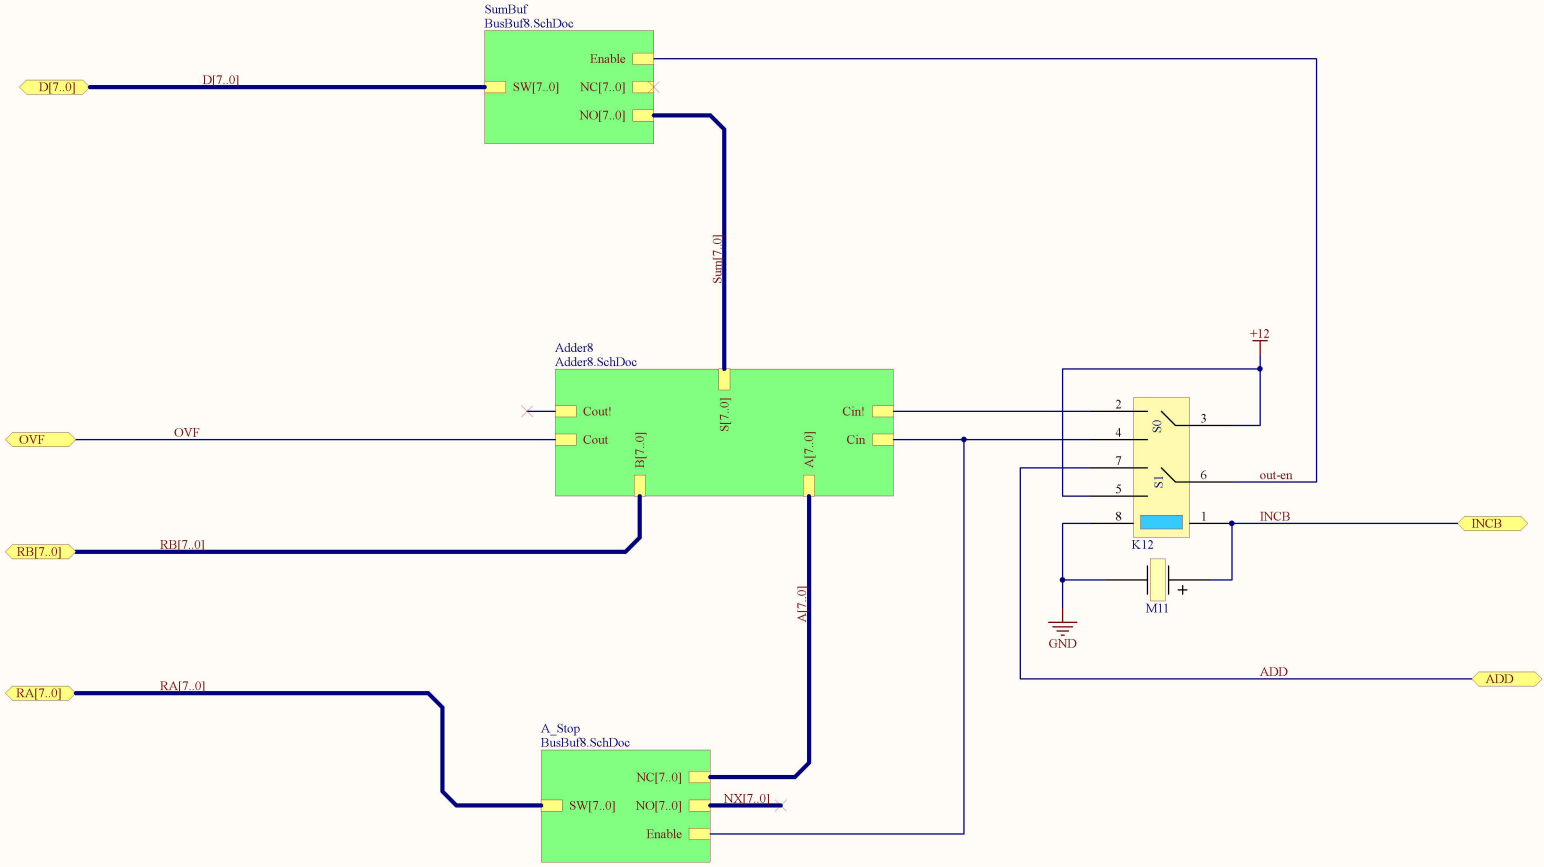 SumBuf
BusBuf8.SchDoc
Enable
D[7..0]
D[7..0]
SW[7..0]
NC[7..0]
NO[7..0]
Sum[7..0]
+12
Adder8
Adder8.SchDoc
Cout!
S[7..0]
Cin!
2
S0
3
OVF
OVF
Cout
B[7..0]
A[7..0]
Cin
4
7
S1
6
out-en
5
8
1
INCB
INCB
K12
RB[7..0]
RB[7..0]
A[7..0]
+
M11
GND
ADD
ADD
RA[7..0]
RA[7..0]
A_Stop
BusBuf8.SchDoc
NC[7..0]
SW[7..0]
NO[7..0]
NX[7..0]
Enable